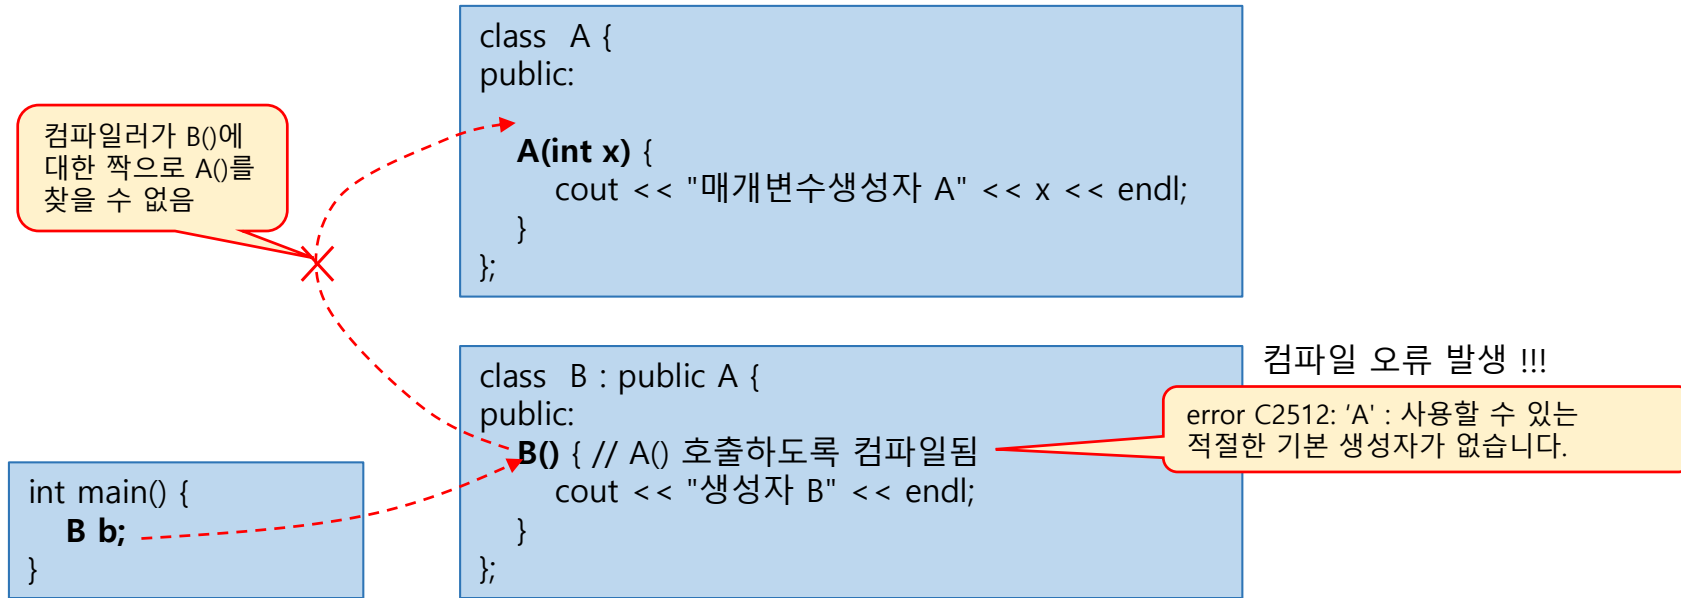 class A {
public:
A(int x) {
cout << "매개변수생성자 A" << x << endl;
}
};
컴파일러가 B()에
대한 짝으로 A()를
찾을 수 없음
class B : public A {
public:
B() { // A() 호출하도록 컴파일됨
cout << "생성자 B" << endl;
}
};
컴파일 오류 발생 !!!
error C2512: 'A' : 사용할 수 있는
적절한 기본 생성자가 없습니다.
int main() {
B b;
}